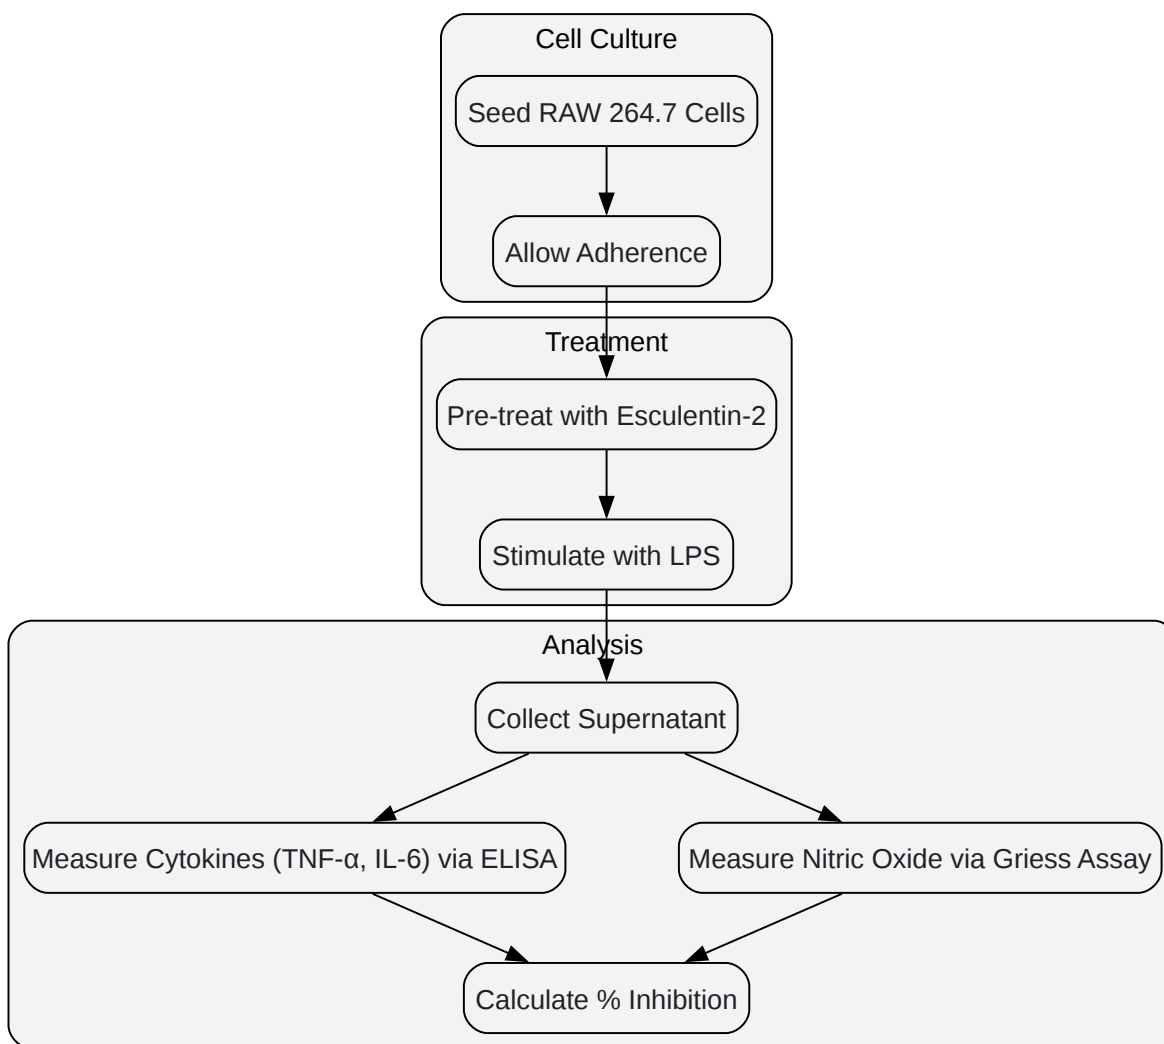 Cell Culture
Seed RAW 264.7 Cells
Allow Adherence
Treatment
Pre-treat with Esculentin-2
Stimulate with LPS
Analysis
Collect Supernatant
Measure Cytokines (TNF-α, IL-6) via ELISA
Measure Nitric Oxide via Griess Assay
Calculate % Inhibition